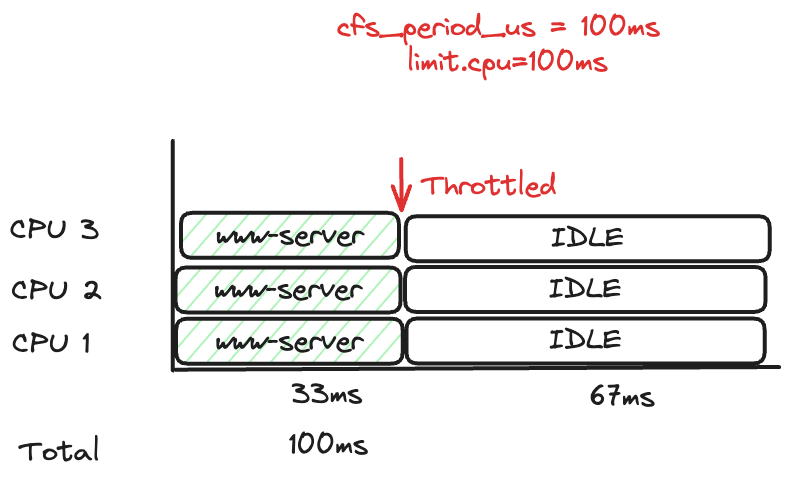 cfs_period_us = 100ms
limit.cpu=100ms
Throttled
CPU 3 www-server IDLE
CPU 2 www-server IDLE
CPU 1 www-server IDLE
33ms 67ms
Total 100ms